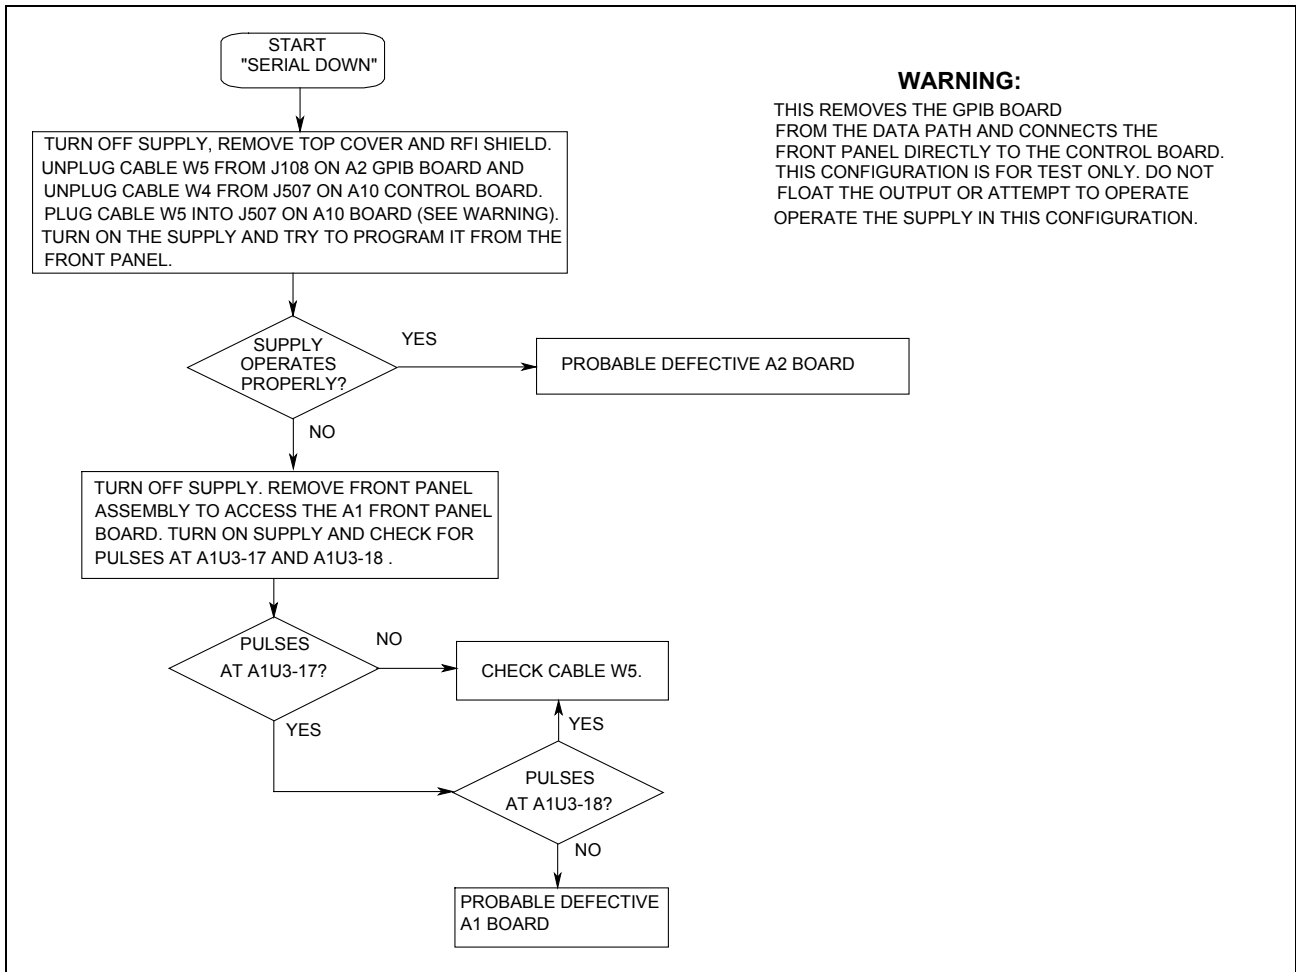 START
"SERIAL DOWN"
WARNING:
THIS REMOVES THE GPIB BOARD
FROM THE DATA PATH AND CONNECTS THE
FRONT PANEL DIRECTLY TO THE CONTROL BOARD.
THIS CONFIGURATION IS FOR TEST ONLY. DO NOT
FLOAT THE OUTPUT OR ATTEMPT TO OPERATE
OPERATE THE SUPPLY IN THIS CONFIGURATION.
TURN OFF SUPPLY, REMOVE TOP COVER AND RFI SHIELD.
UNPLUG CABLE W5 FROM J108 ON A2 GPIB BOARD AND
UNPLUG CABLE W4 FROM J507 ON A10 CONTROL BOARD.
PLUG CABLE W5 INTO J507 ON A10 BOARD (SEE WARNING).
TURN ON THE SUPPLY AND TRY TO PROGRAM IT FROM THE
FRONT PANEL.
SUPPLY
OPERATES
PROPERLY?
YES
PROBABLE DEFECTIVE A2 BOARD
NO
TURN OFF SUPPLY. REMOVE FRONT PANEL
ASSEMBLY TO ACCESS THE A1 FRONT PANEL
BOARD. TURN ON SUPPLY AND CHECK FOR
PULSES AT A1U3-17 AND A1U3-18 .
PULSES
AT A1U3-17?
NO
CHECK CABLE W5.
YES
YES
PULSES
AT A1U3-18?
NO
PROBABLE DEFECTIVE
A1 BOARD